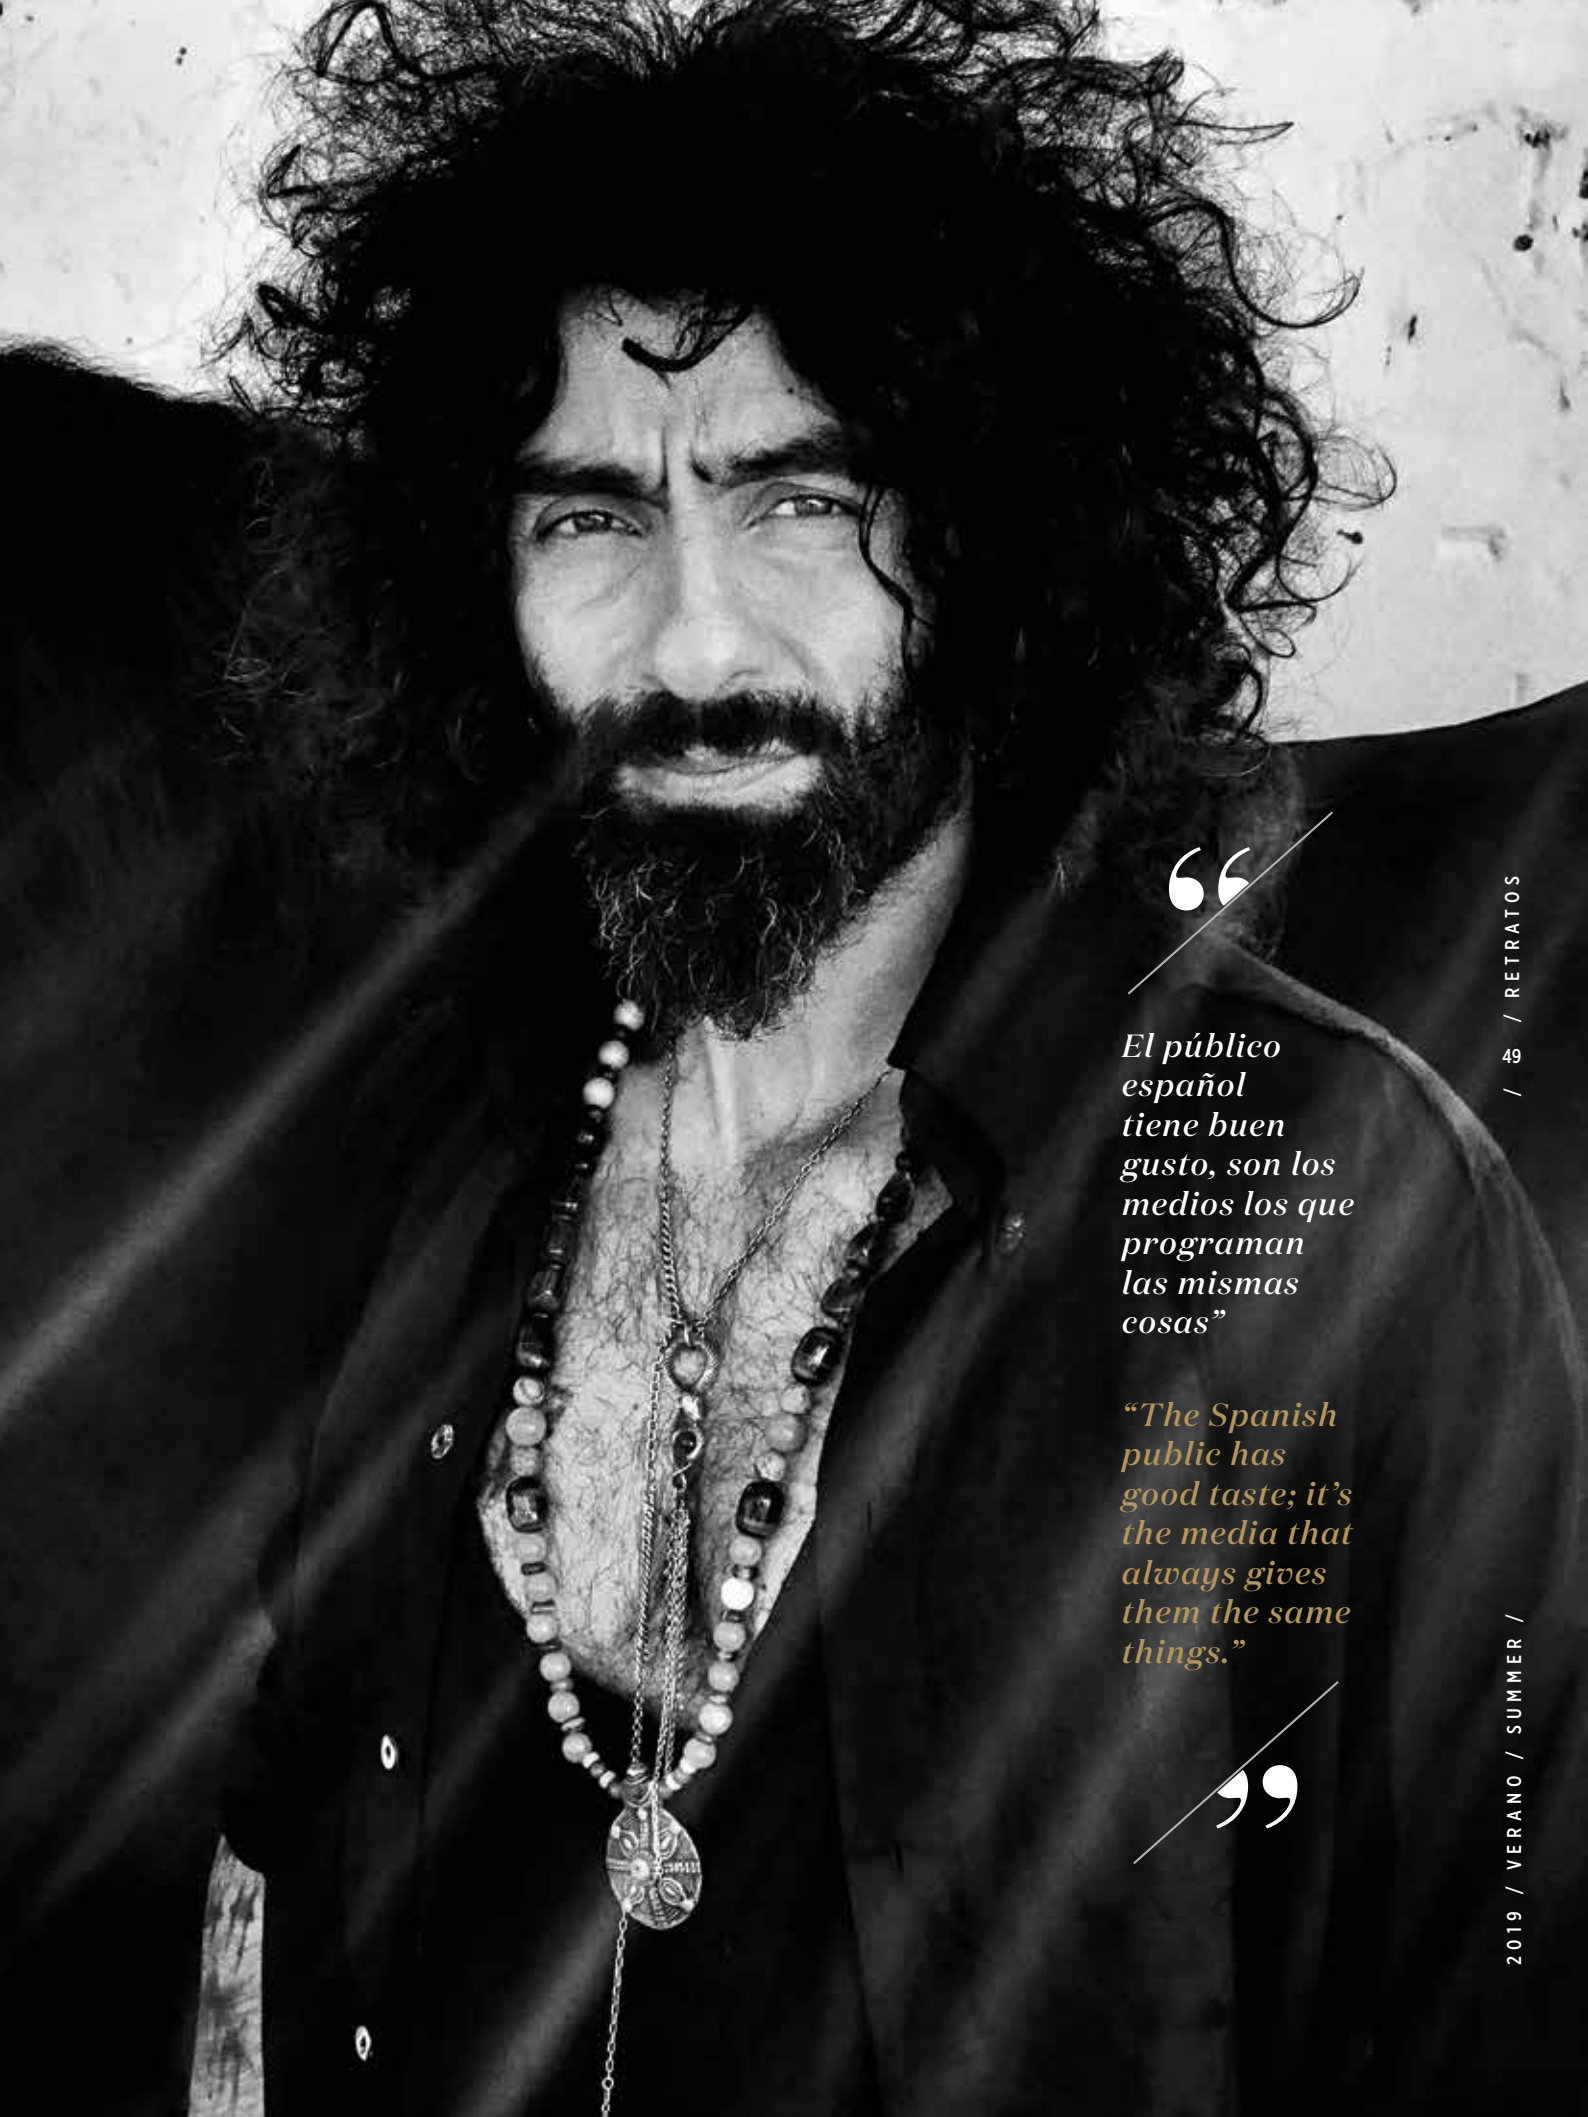 “
El público
español
tiene buen
gusto, son los
medios los que
programan
las mismas
cosas”
“The Spanish
public has
good taste; it’s
the media that
always gives
them the same
things.”
”
/ 49 / RETRATOS
2019 / VERANO / SUMMER /